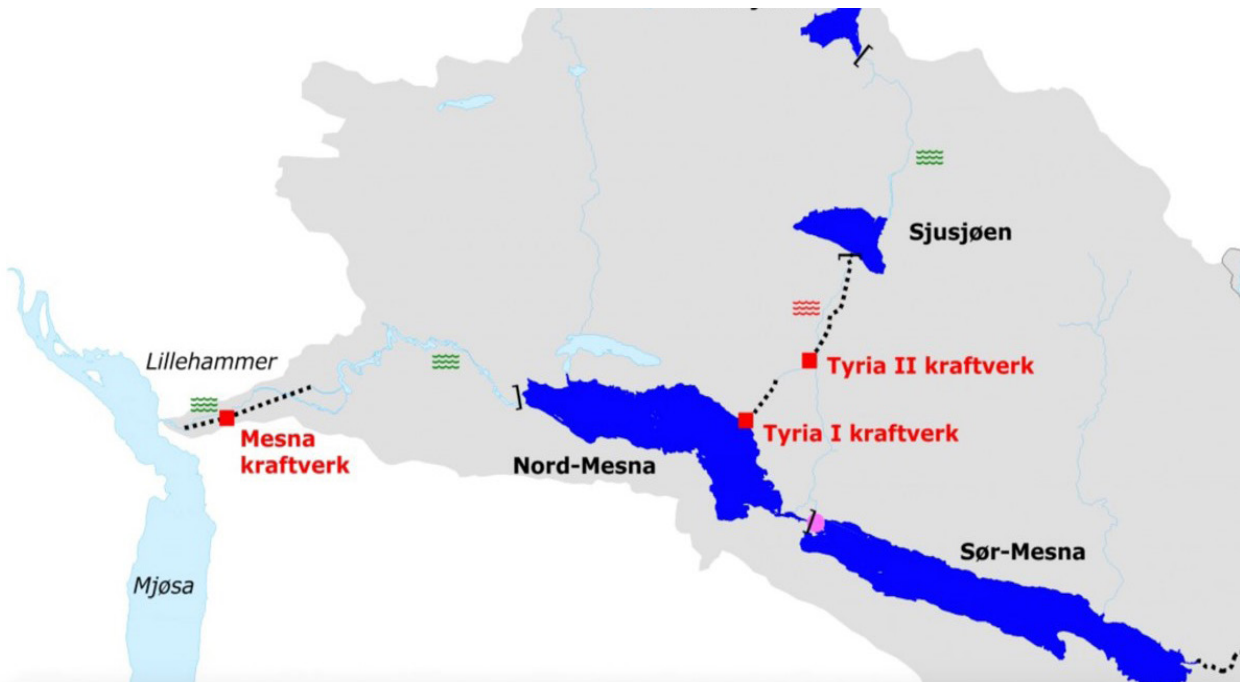 Sjusjøen
Lillehammer
Tyria II kraftverk
Tyria I kraftverk
Mesna
kraftverk
Nord-Mesna
Sør-Mesna
Mjøsa